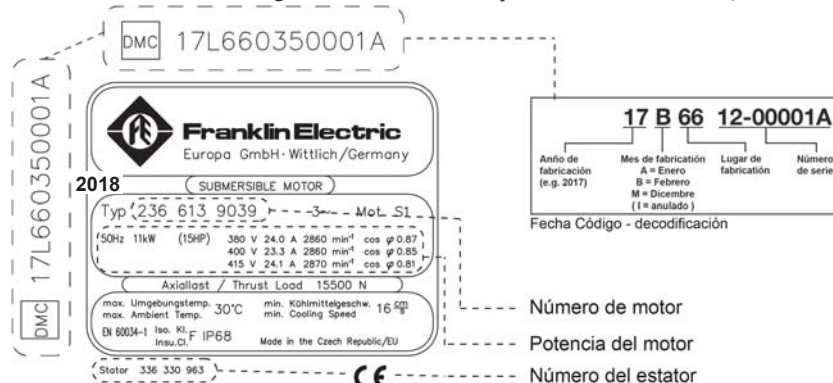 DMC 17L660350001A
DMC 17L660350001A
FE
Franklin Electric
Europa GmbH·Wittlich/Germany
2018
SUBMERSIBLE MOTOR
Typ 236 613 9039 3~ Mot. S1
50Hz 11kW (15HP) 380 V 24.0 A 2860 min⁻¹ cos φ 0.87
400 V 23.3 A 2860 min⁻¹ cos φ 0.85
415 V 24.1 A 2870 min⁻¹ cos φ 0.81
Axiallast / Thrust Load 15500 N
max. Umgebungstemp. 30°C min. Kühlmittelgeschw. 16 cm/s
max. Ambient Temp. min. Cooling Speed
EN 60034-1 Iso. Kl. F IP68 Made in the Czech Republic/EU
Insu.Cl.
Stator 336 330 963
CE
17 B 66 12-00001A
Anño de fabricación (e.g. 2017)
Mes de fabricatión
A = Enero
B = Febrero
M = Dicembre
( I = anulado )
Lugar de fabricatión
Número de serie
Fecha Código - decodificación
Número de motor
Potencia del motor
Número del estator